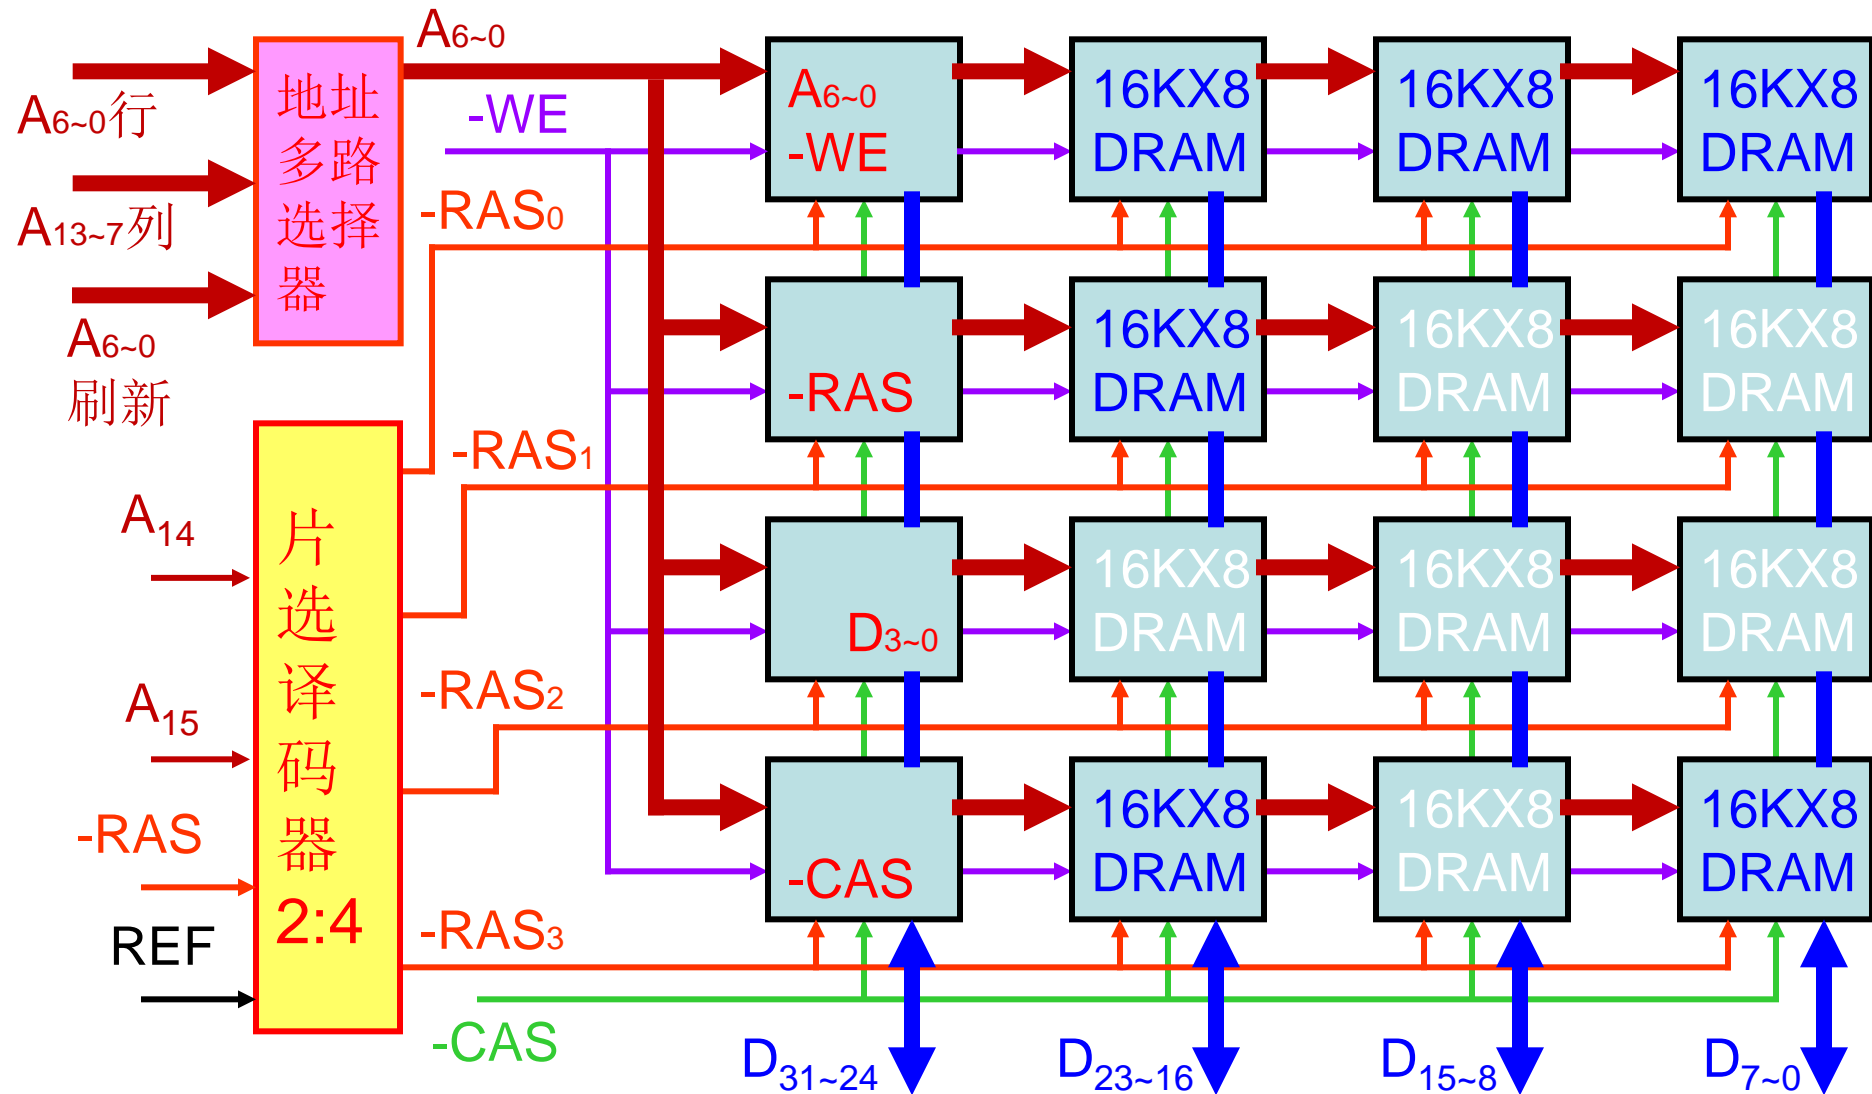 A6~0
A6~0行
A13~7列
A6~0
刷新
地址
多路
选择
器
-WE
-RAS0
-RAS1
-RAS2
-RAS3
-CAS
A14
A15
-RAS
REF
片
选
译
码
器
2:4
A6~0
-WE
16KX8
DRAM
16KX8
DRAM
16KX8
DRAM
-RAS
16KX8
DRAM
16KX8
DRAM
16KX8
DRAM
D3~0
16KX8
DRAM
16KX8
DRAM
16KX8
DRAM
-CAS
16KX8
DRAM
16KX8
DRAM
16KX8
DRAM
D31~24
D23~16
D15~8
D7~0